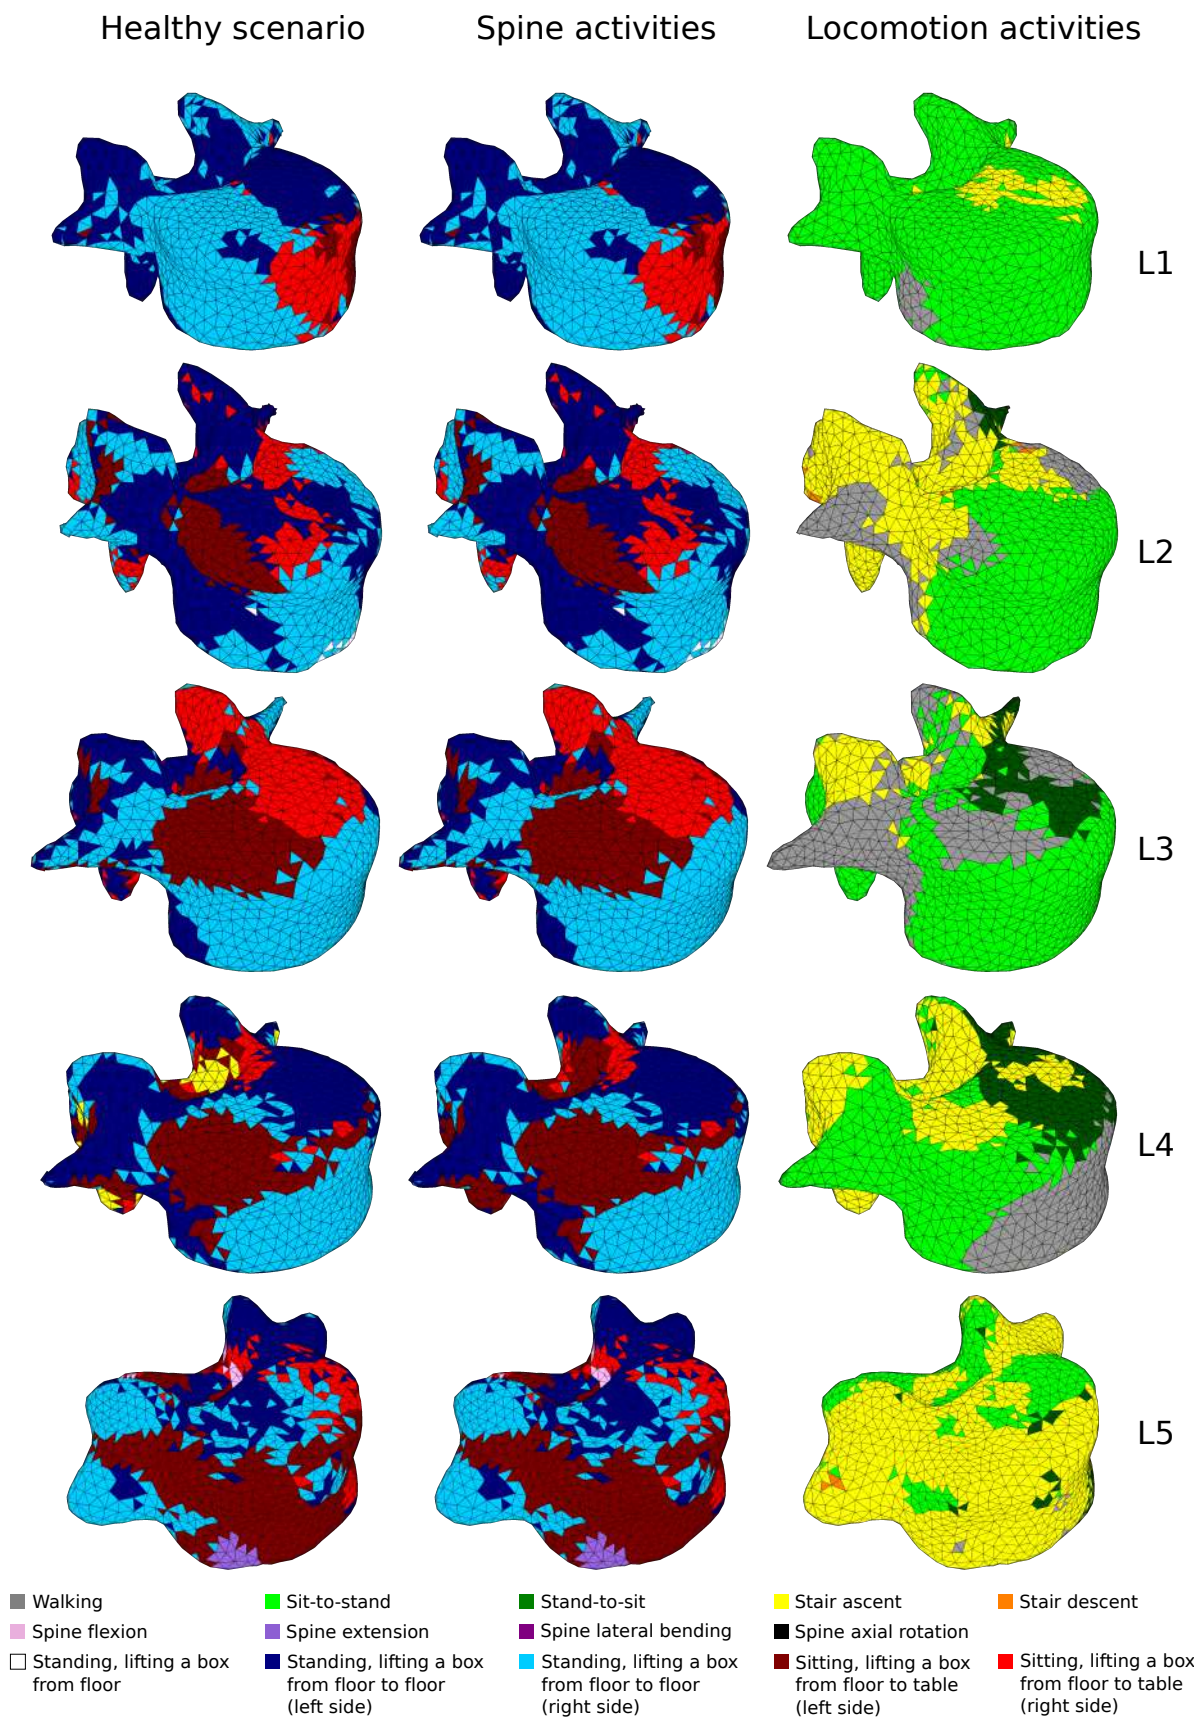 Healthy scenario
Spine activities
Locomotion activities
L1
L2
L3
L4
L5
Walking
Sit-to-stand
Stand-to-sit
Stair ascent
Stair descent
Spine flexion
Spine extension
Spine lateral bending
Spine axial rotation
Standing, lifting a box
from floor
Standing, lifting a box
from floor to floor
(left side)
Standing, lifting a box
from floor to floor
(right side)
Sitting, lifting a box
from floor to table
(left side)
Sitting, lifting a box
from floor to table
(right side)